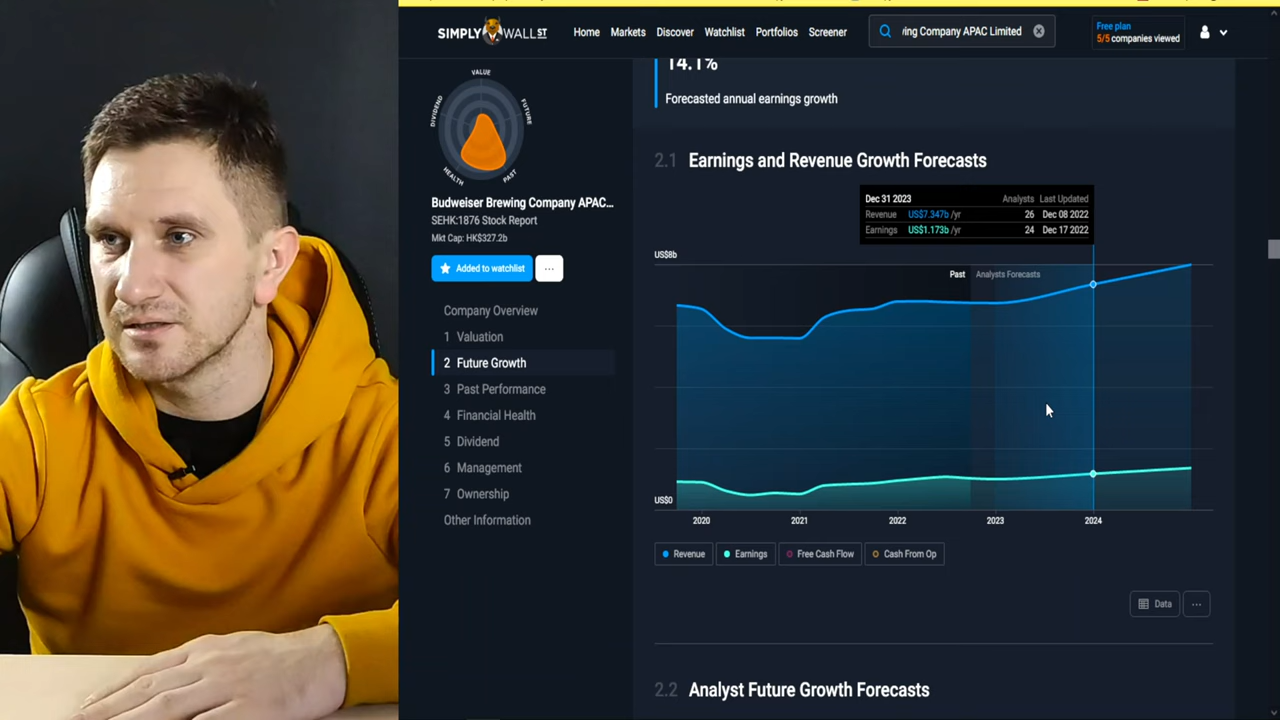 SIMPLY WALL ST
Home Markets Discover Watchlist Portfolios Screener
ing Company APAC Limited
Free plan
5/5 companies viewed
VALUE
FUTURE
PAST
HEALTH
DIVIDEND
Budweiser Brewing Company APAC...
SEHK:1876 Stock Report
Mkt Cap: HK$327.2b
Added to watchlist
...
Company Overview
1 Valuation
2 Future Growth
3 Past Performance
4 Financial Health
5 Dividend
6 Management
7 Ownership
Other Information
14.1%
Forecasted annual earnings growth
2.1 Earnings and Revenue Growth Forecasts
Dec 31 2023 Analysts Last Updated
Revenue US$7.347b /yr 26 Dec 08 2022
Earnings US$1.173b /yr 24 Dec 17 2022
US$8b
Past Analysts Forecasts
US$0
2020 2021 2022 2023 2024
Revenue Earnings Free Cash Flow Cash From Op
Data ...
2.2 Analyst Future Growth Forecasts